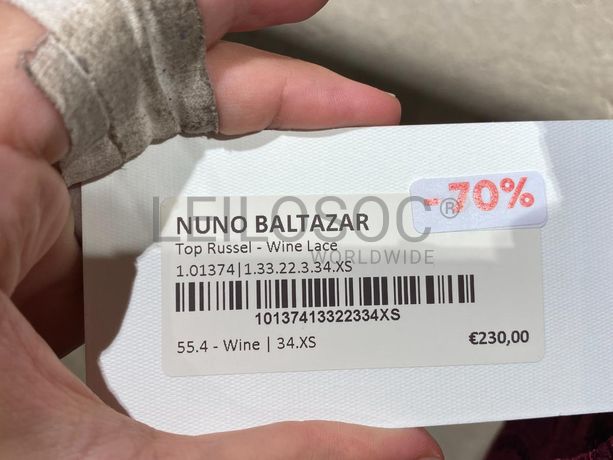 -70%
NUNO BALTAZAR
LEILOSOC®
WORLDWIDE
Top Russel - Wine Lace
1.01374|1.33.22.3.34.XS
10137413322334XS
55.4 - Wine | 34.XS
€230,00